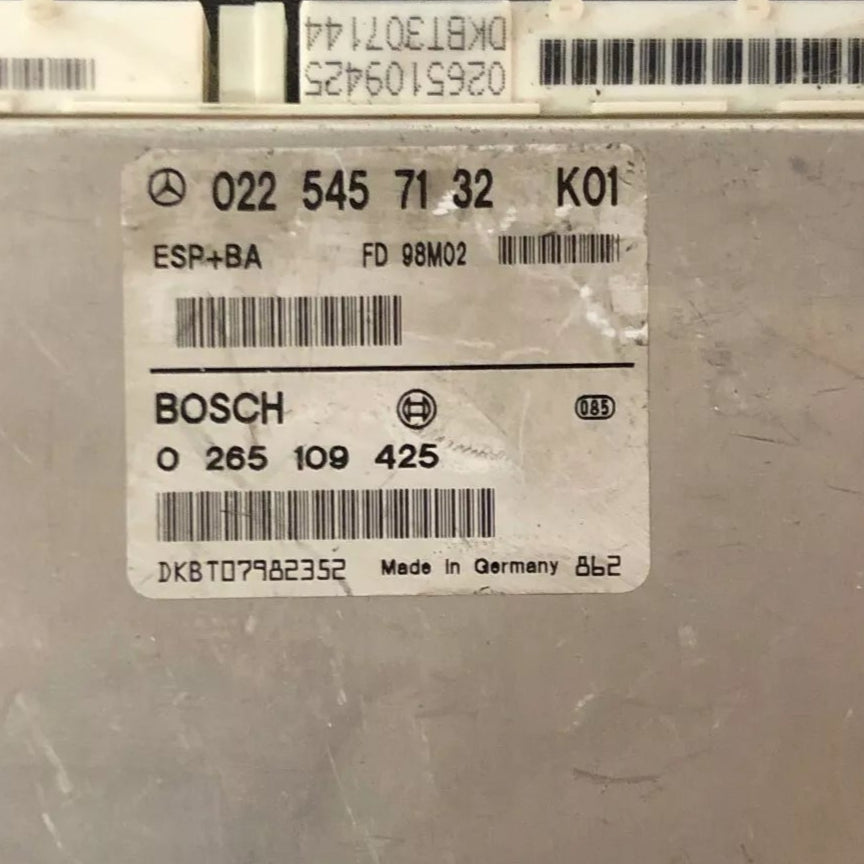 DKBT307144
0265109425
022 545 71 32 K01
ESP+BA FD 98M02
BOSCH 085
0 265 109 425
DKBT07982352 Made in Germany 862